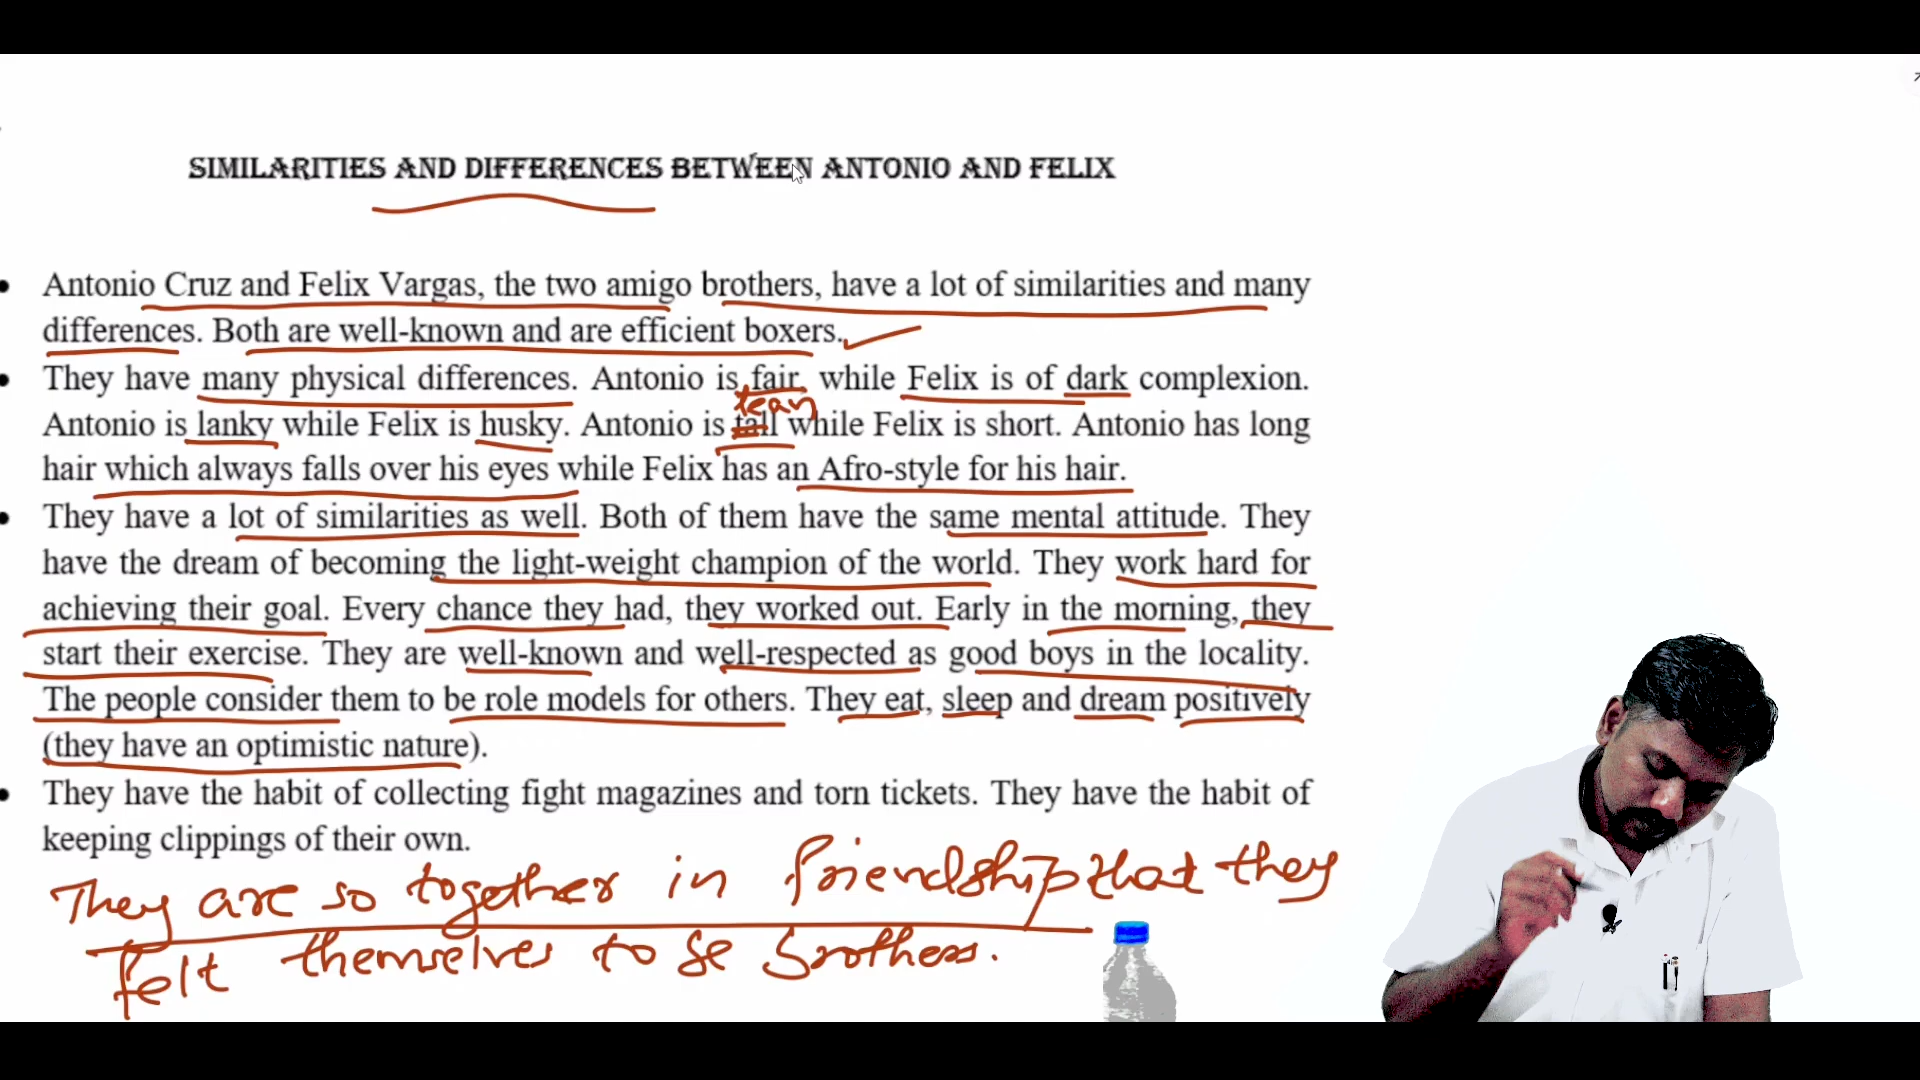 SIMILARITIES AND DIFFERENCES BETWEEN ANTONIO AND FELIX
• Antonio Cruz and Felix Vargas, the two amigo brothers, have a lot of similarities and many
differences. Both are well-known and are efficient boxers.
• They have many physical differences. Antonio is fair while Felix is of dark complexion.
lean
Antonio is lanky while Felix is husky. Antonio is tall while Felix is short. Antonio has long
hair which always falls over his eyes while Felix has an Afro-style for his hair.
• They have a lot of similarities as well. Both of them have the same mental attitude. They
have the dream of becoming the light-weight champion of the world. They work hard for
achieving their goal. Every chance they had, they worked out. Early in the morning, they
start their exercise. They are well-known and well-respected as good boys in the locality.
The people consider them to be role models for others. They eat, sleep and dream positively
(they have an optimistic nature).
• They have the habit of collecting fight magazines and torn tickets. They have the habit of
keeping clippings of their own.
They are so together in friendship that they
felt themselves to be brothers.